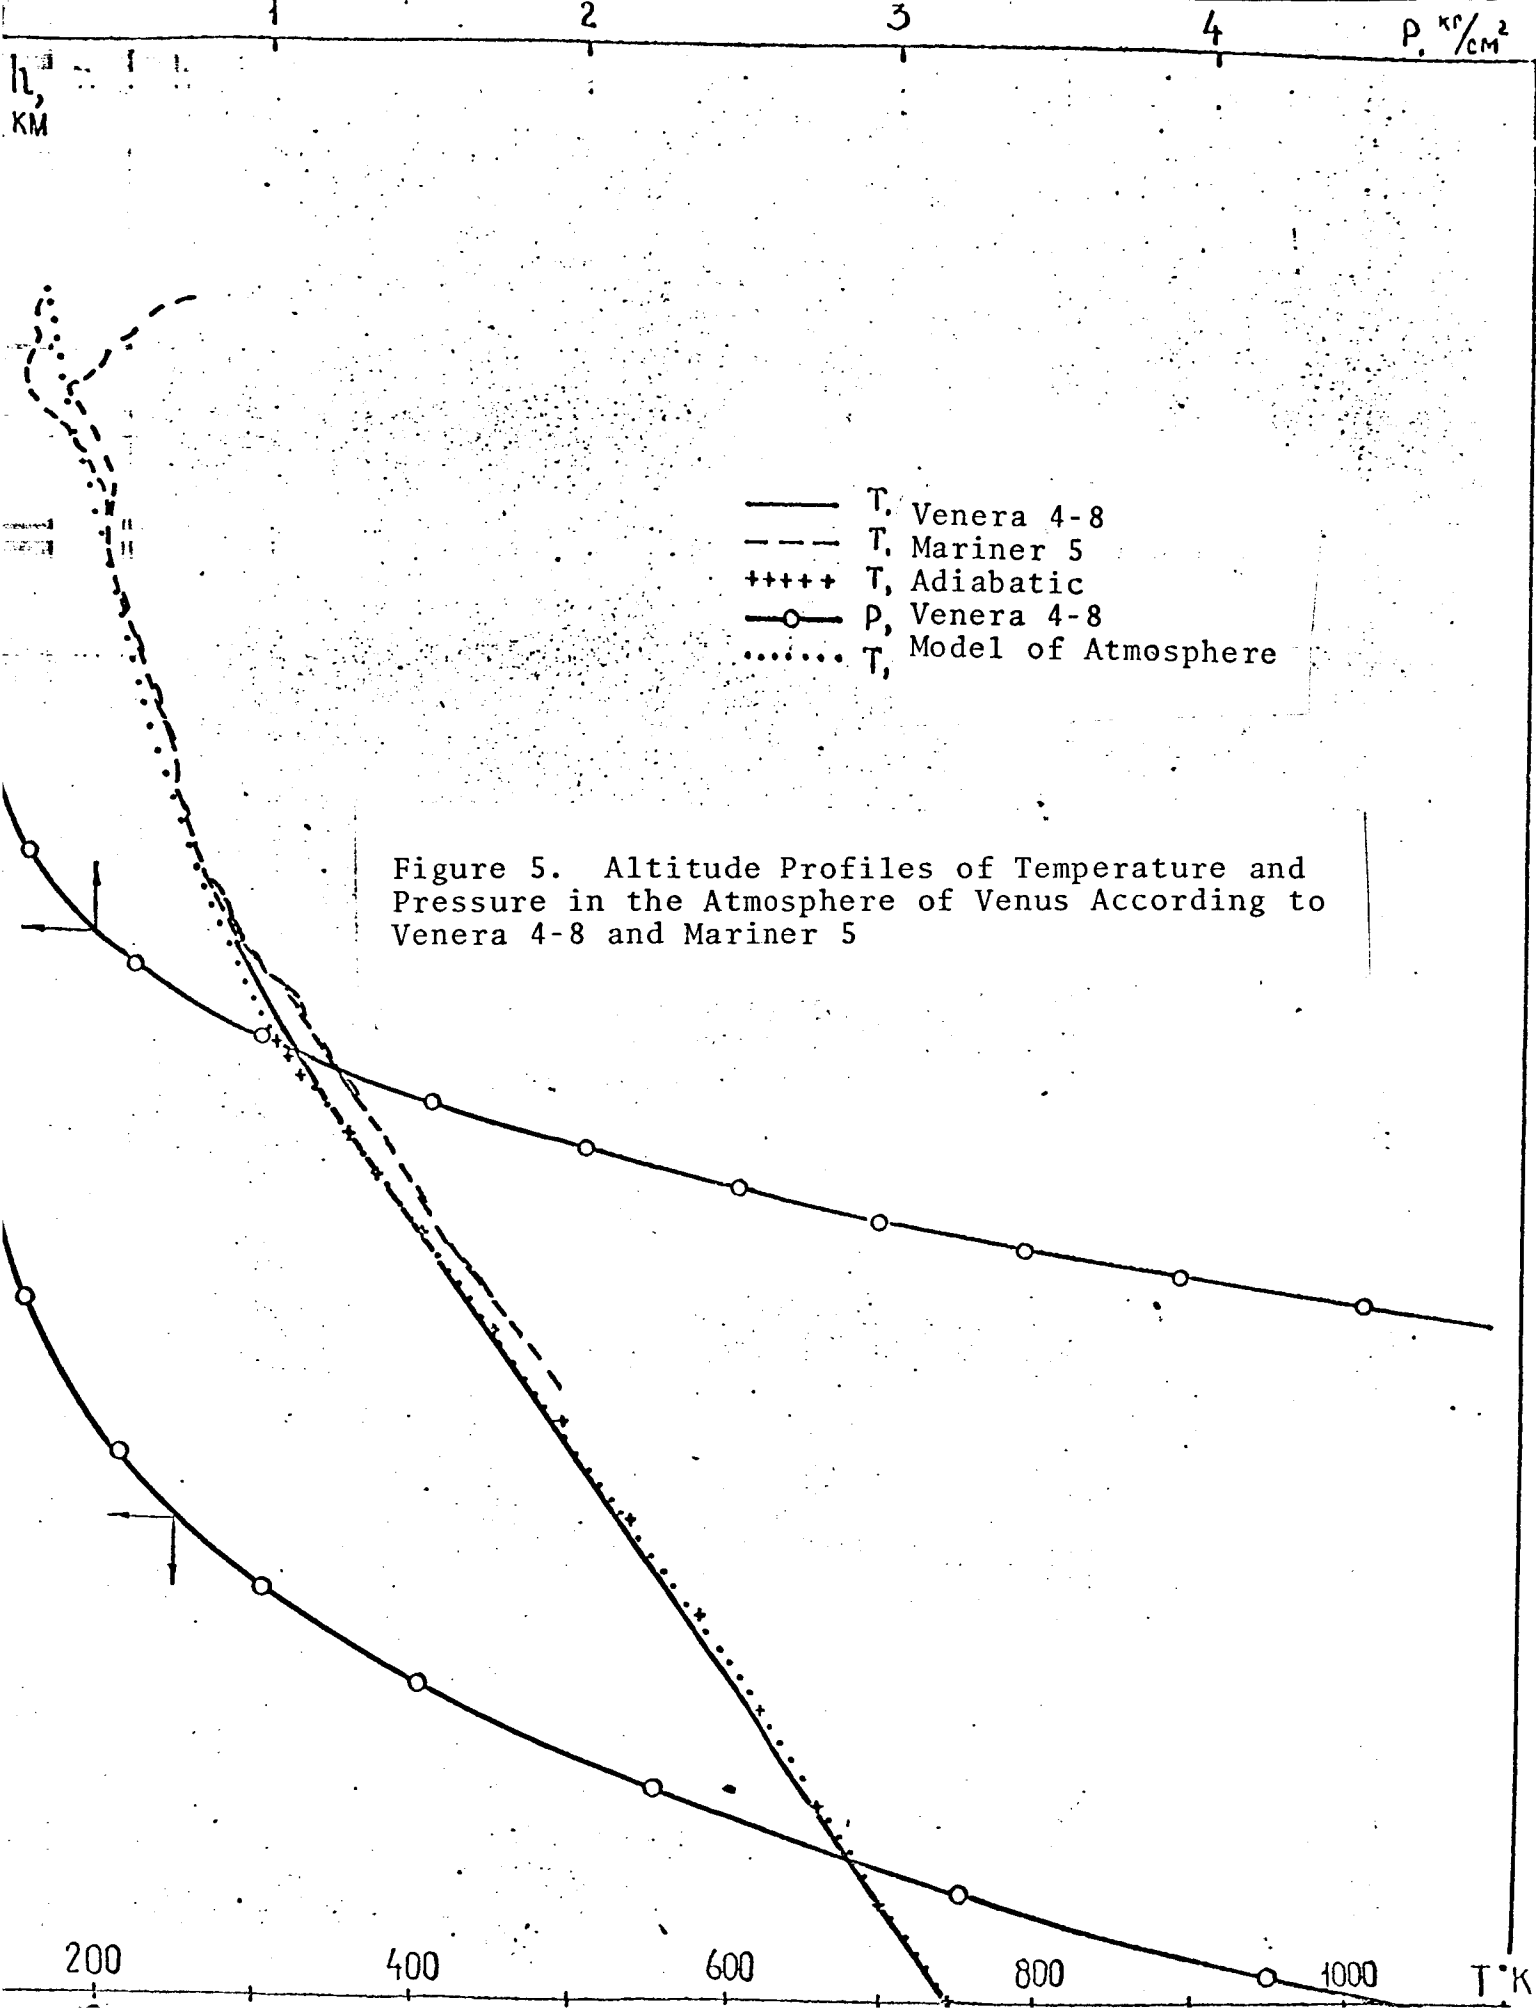 1 2 3 4 P, кг/см²
h,
км
T, Venera 4-8
T, Mariner 5
+++++ T, Adiabatic
P, Venera 4-8
....... T, Model of Atmosphere
Figure 5. Altitude Profiles of Temperature and
Pressure in the Atmosphere of Venus According to
Venera 4-8 and Mariner 5
200 400 600 800 1000 T°K